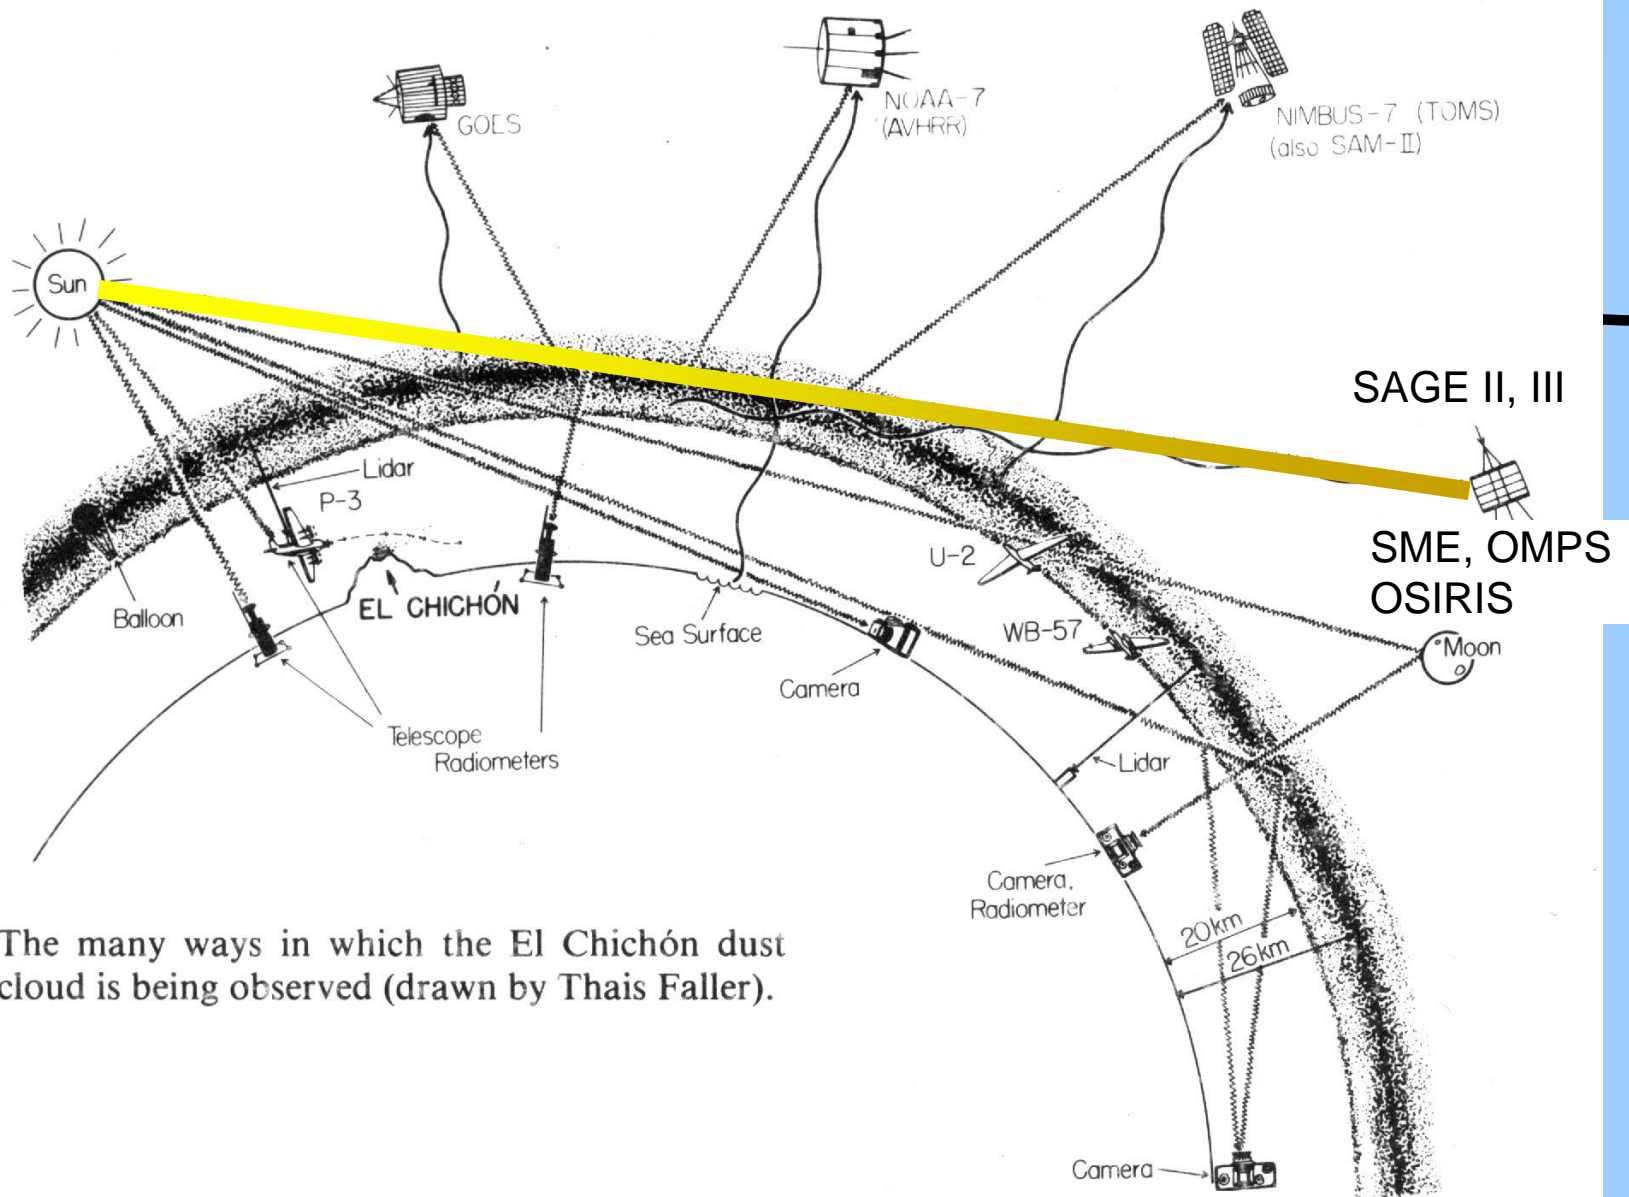 GOES
NOAA-7
(AVHRR)
NIMBUS-7 (TOMS)
(also SAM-II)
Sun
SAGE II, III
Lidar
P-3
SME, OMPS
OSIRIS
U-2
Balloon
EL CHICHÓN
Sea Surface
WB-57
Moon
Camera
Telescope
Radiometers
Lidar
Camera,
Radiometer
20km
26km
The many ways in which the El Chichón dust
cloud is being observed (drawn by Thais Faller).
Camera